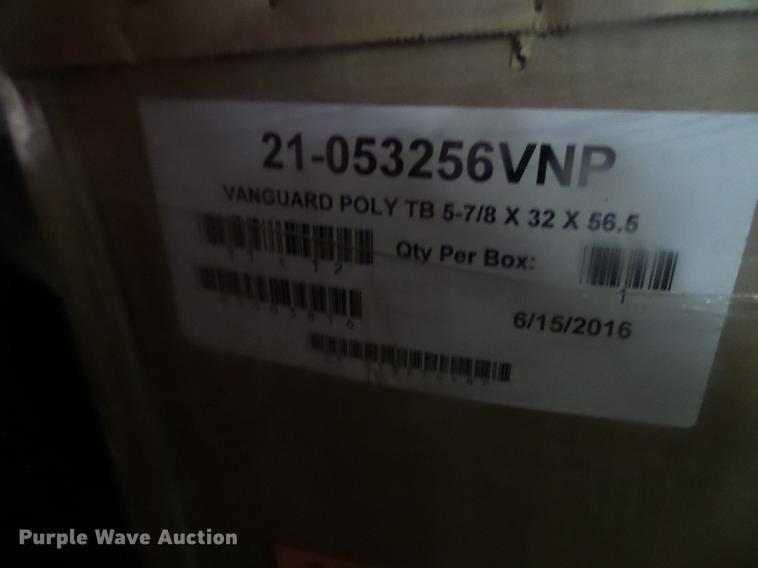 21-053256VNP
VANGUARD POLY TB 5-7/8 X 32 X 56.5
Qty Per Box:
1
6/15/2016
Purple Wave Auction